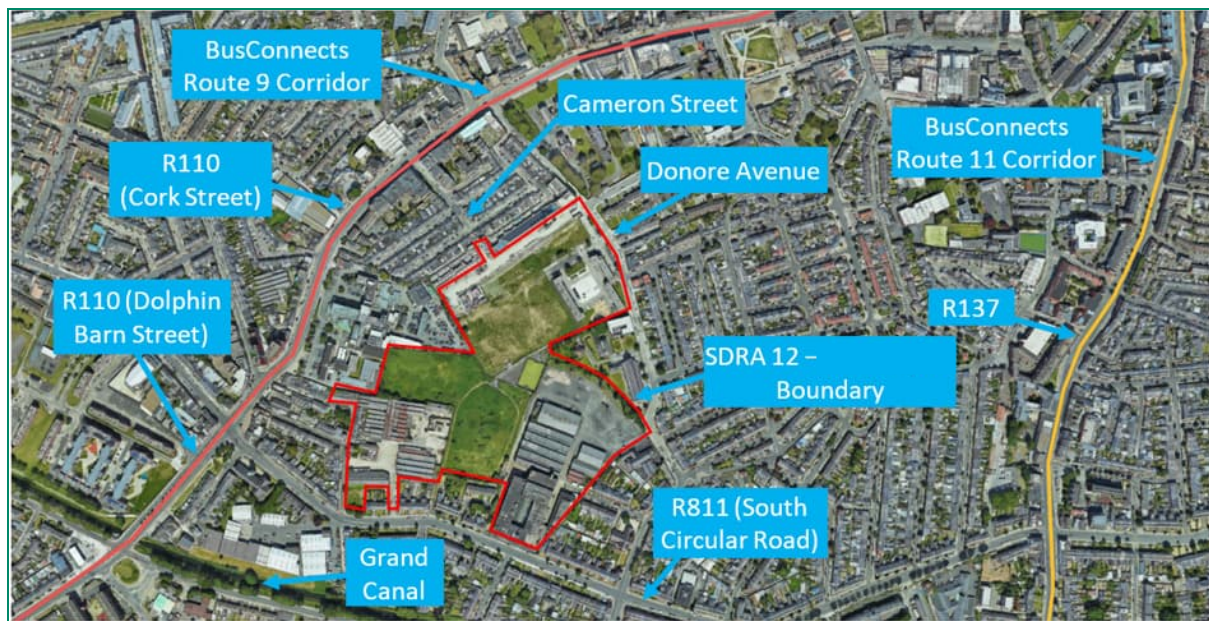 BusConnects
Route 9 Corridor
Cameron Street
BusConnects
Route 11 Corridor
R110
(Cork Street)
Donore Avenue
R110 (Dolphin
Barn Street)
R137
SDRA 12 –
Boundary
R811 (South
Circular Road)
Grand
Canal